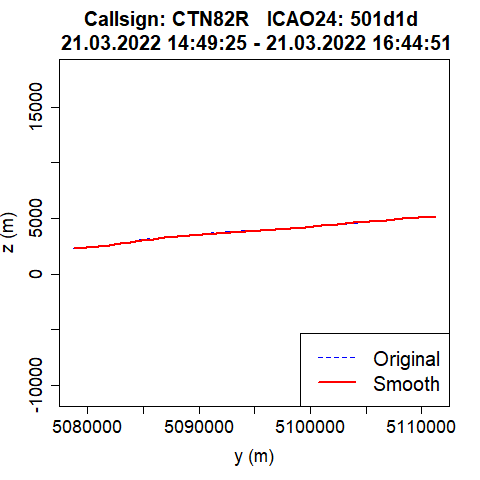 Callsign: CTN82R   ICAO24: 501d1d
21.03.2022 14:49:25 - 21.03.2022 16:44:51
z (m)
15000
5000
0
-10000
Original
Smooth
5080000 5090000 5100000 5110000
y (m)